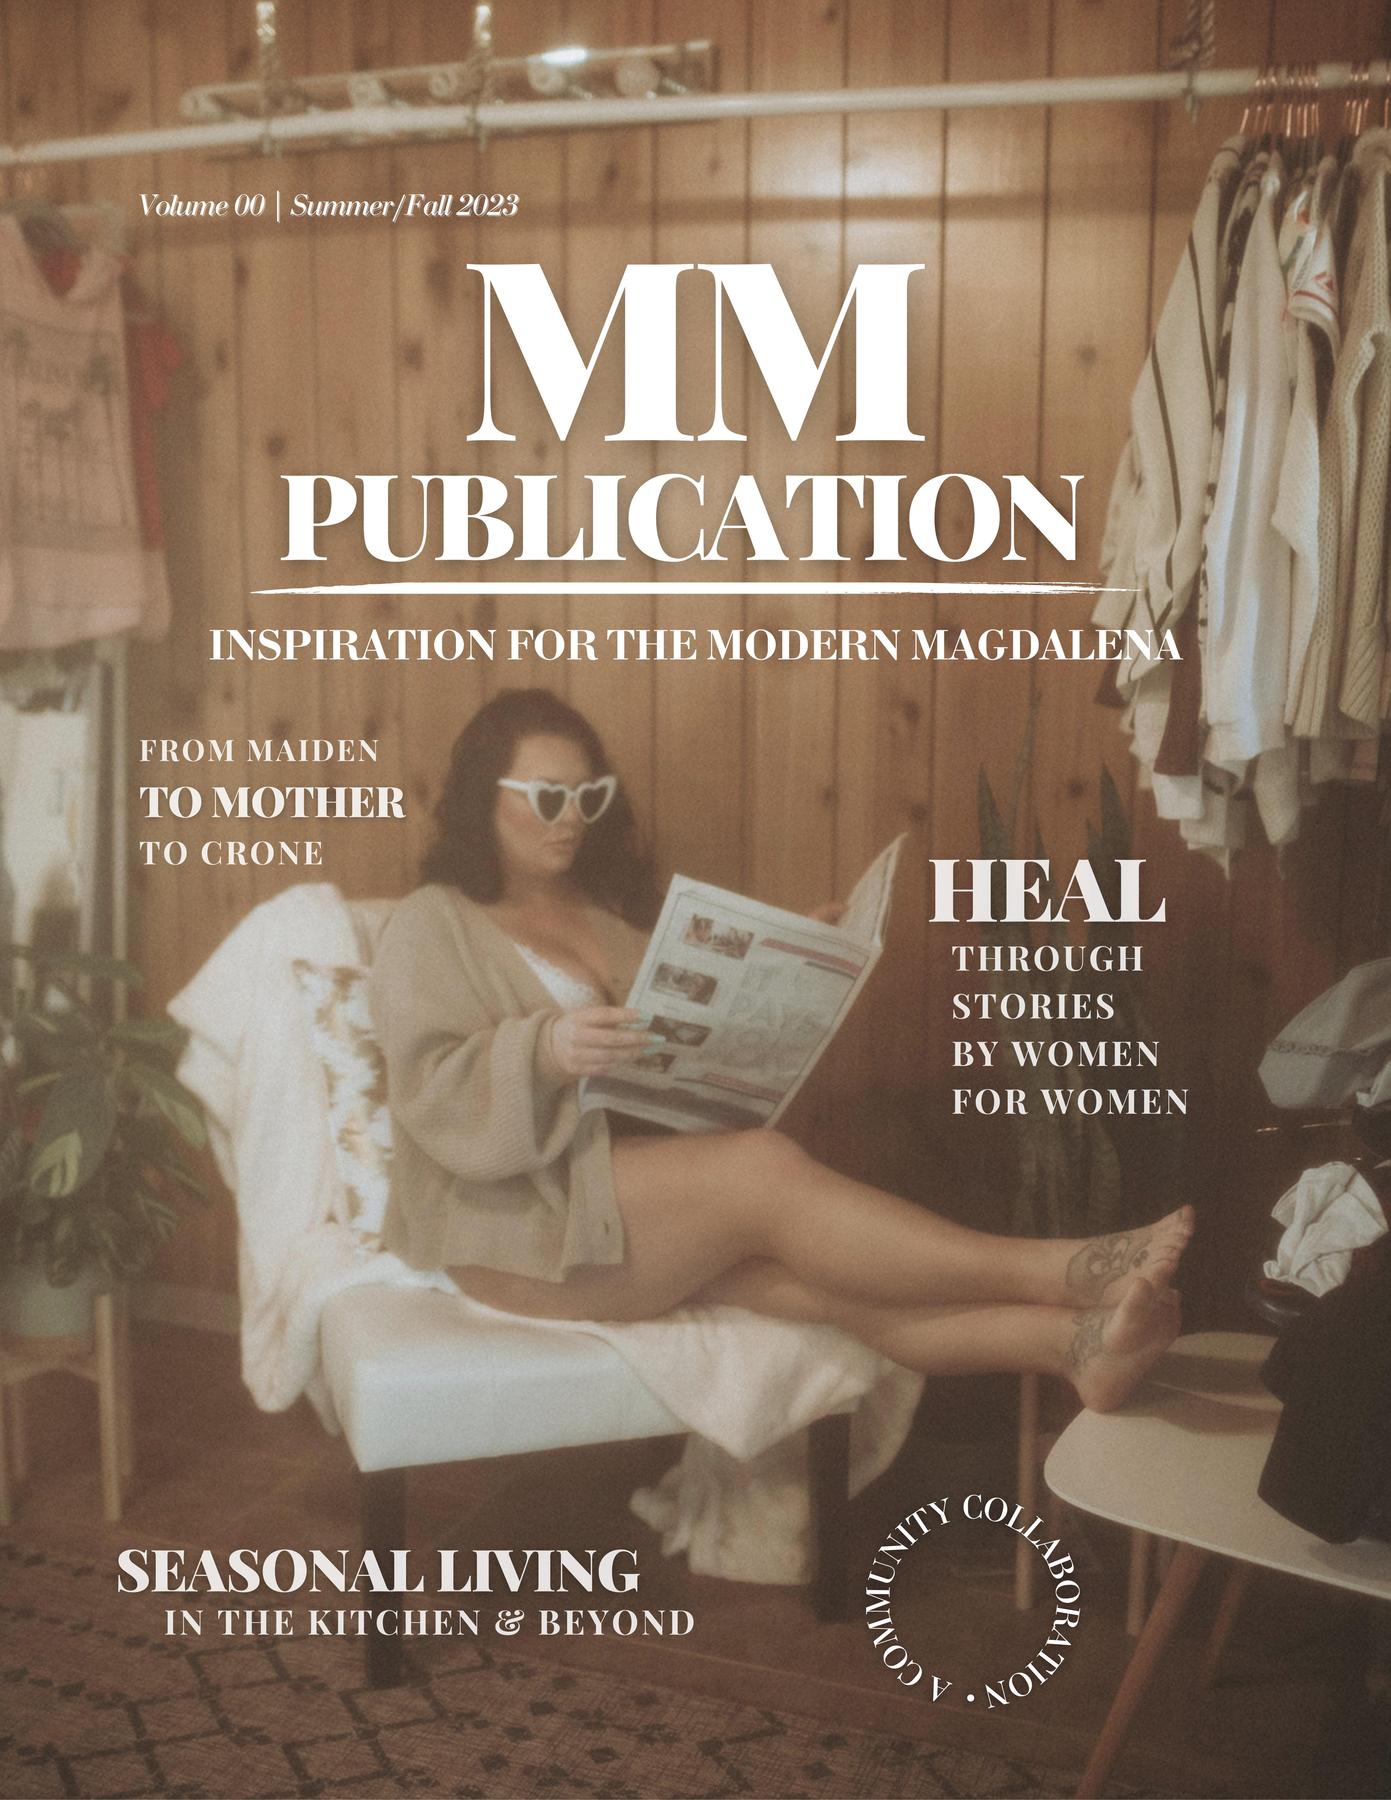 Volume 00 | Summer/Fall 2023
MM
PUBLICATION
INSPIRATION FOR THE MODERN MAGDALENA
FROM MAIDEN
TO MOTHER
TO CRONE
HEAL
THROUGH
STORIES
BY WOMEN
FOR WOMEN
SEASONAL LIVING
IN THE KITCHEN & BEYOND
A COMMUNITY COLLABORATION •